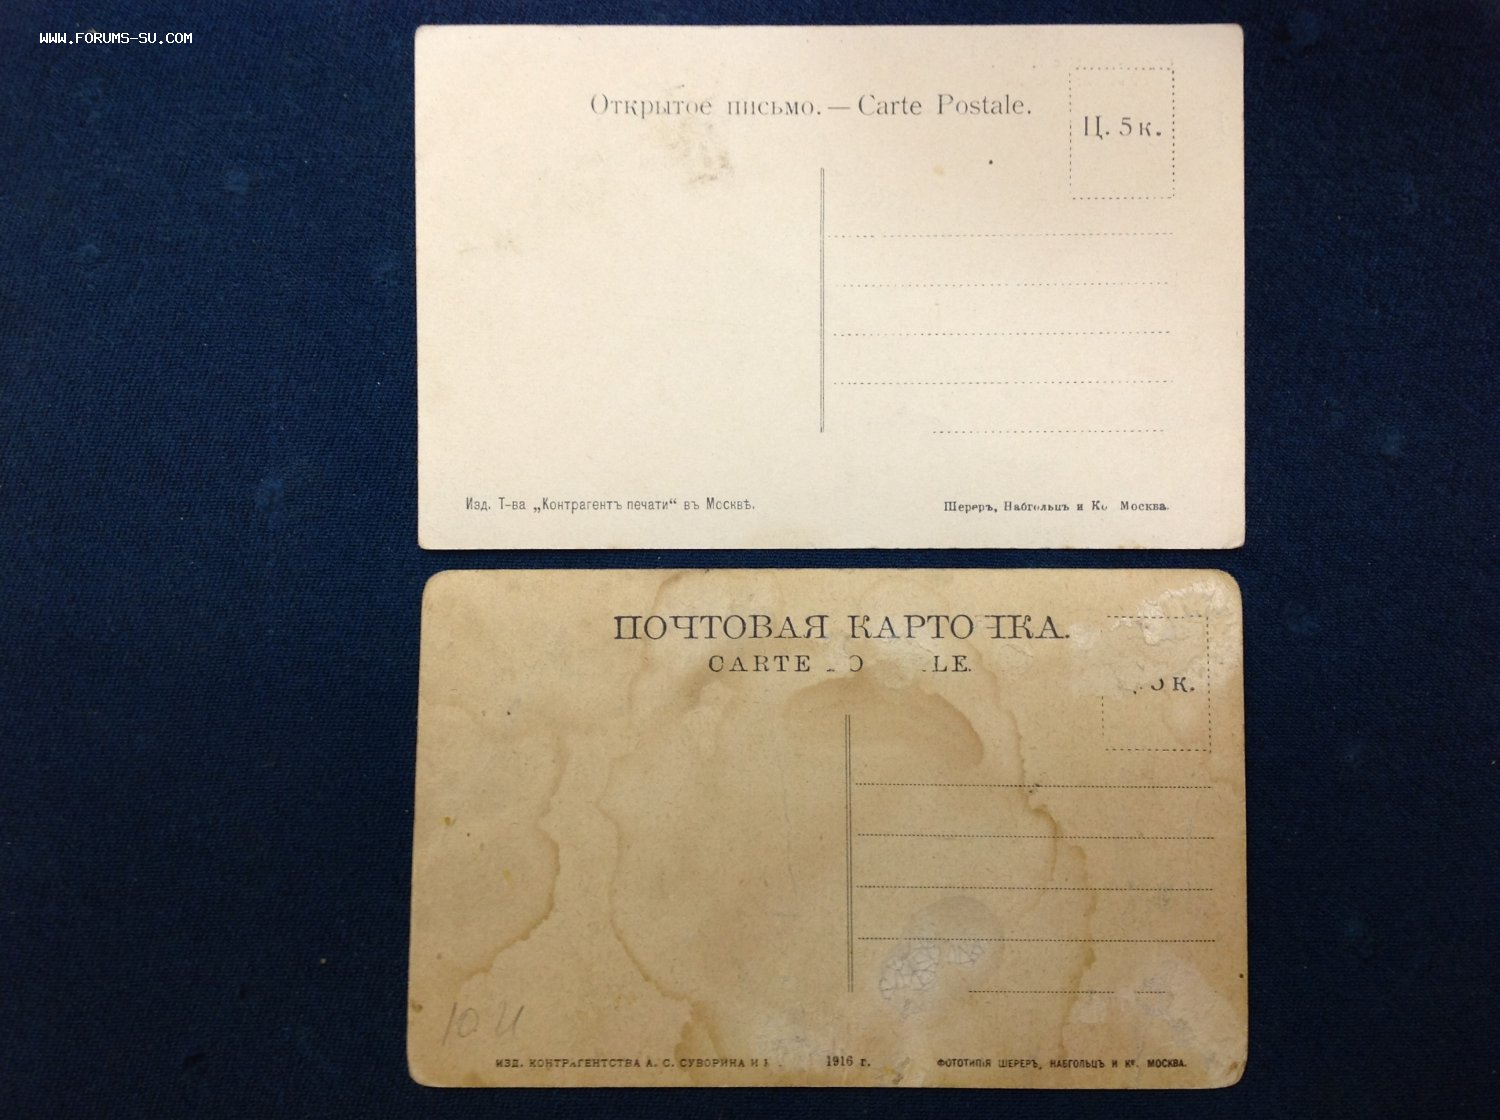 WWW.FORUMS-SU.COM
Открытое письмо. — Carte Postale.
Ц. 5 к.
Изд. Т-ва „Контрагентъ печати“ въ Москвѣ.
Шереръ, Набгольцъ и Ко Москва.
ПОЧТОВАЯ КАРТОЧКА.
CARTE
к.
ИЗД. КОНТРАГЕНТСТВА А. С. СУВОРИНА И
1916 г.
ФОТОТИПІЯ ШЕРЕРЪ, НАБГОЛЬЦЪ И Кº. МОСКВА.